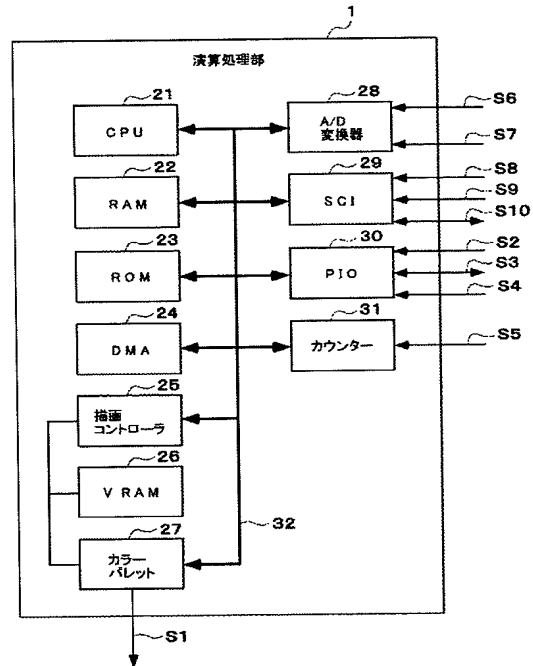 1
演算処理部
21
CPU
22
RAM
23
ROM
24
DMA
25
描画
コントローラ
26
V RAM
27
カラー
パレット
28
A/D
変換器
29
SCI
30
PIO
31
カウンター
32
S6
S7
S8
S9
S10
S2
S3
S4
S5
S1